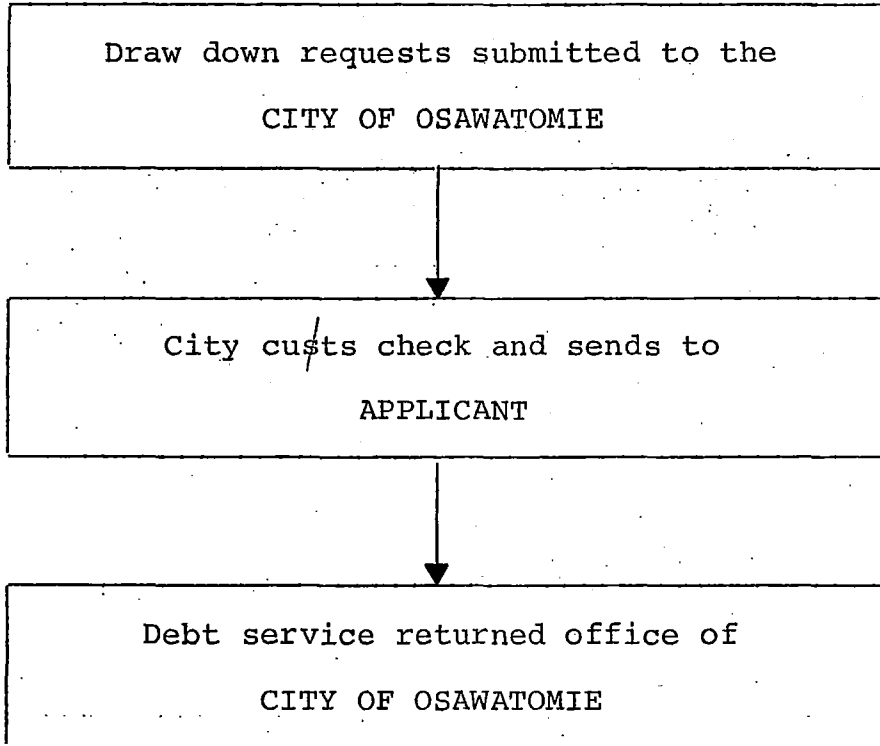 Draw down requests submitted to the
CITY OF OSAWATOMIE
City custs check and sends to
APPLICANT
Debt service returned office of
CITY OF OSAWATOMIE